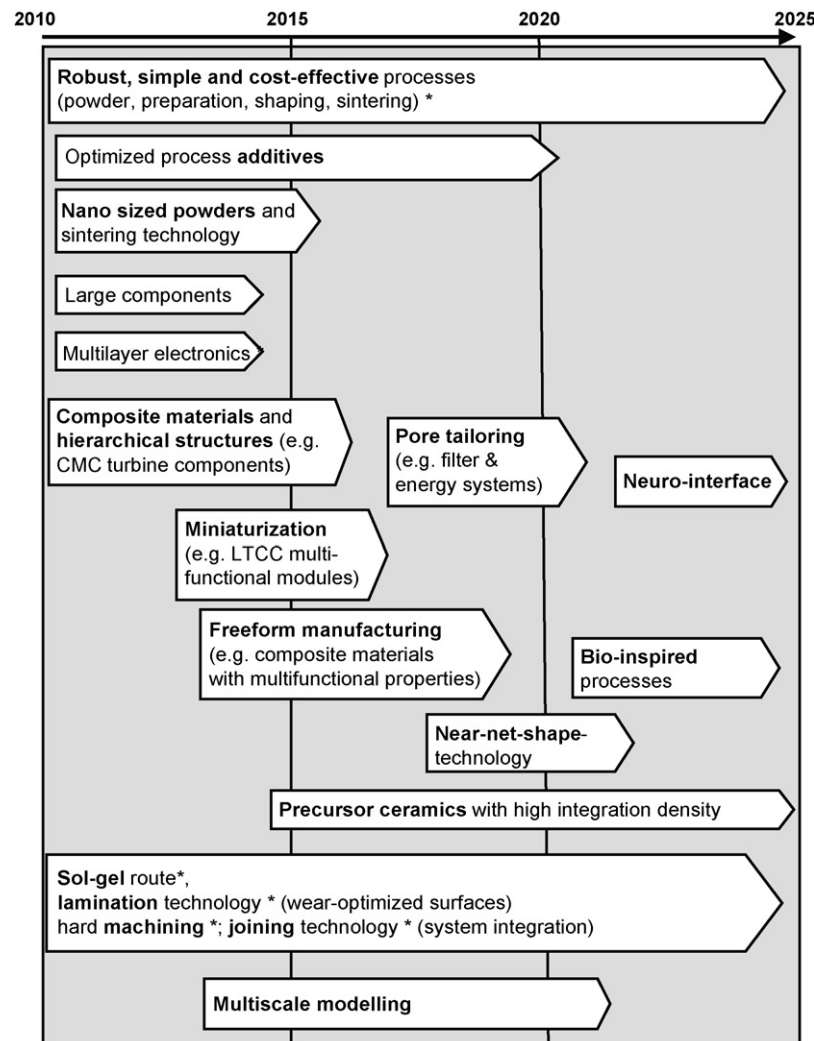 2010 2015 2020 2025
Robust, simple and cost-effective processes
(powder, preparation, shaping, sintering) *
Optimized process additives
Nano sized powders and
sintering technology
Large components
Multilayer electronics *
Composite materials and
hierarchical structures (e.g.
CMC turbine components)
Pore tailoring
(e.g. filter &
energy systems)
Neuro-interface
Miniaturization
(e.g. LTCC multi-
functional modules)
Freeform manufacturing
(e.g. composite materials
with multifunctional properties)
Bio-inspired
processes
Near-net-shape-
technology
Precursor ceramics with high integration density
Sol-gel route*,
lamination technology * (wear-optimized surfaces)
hard machining *; joining technology * (system integration)
Multiscale modelling